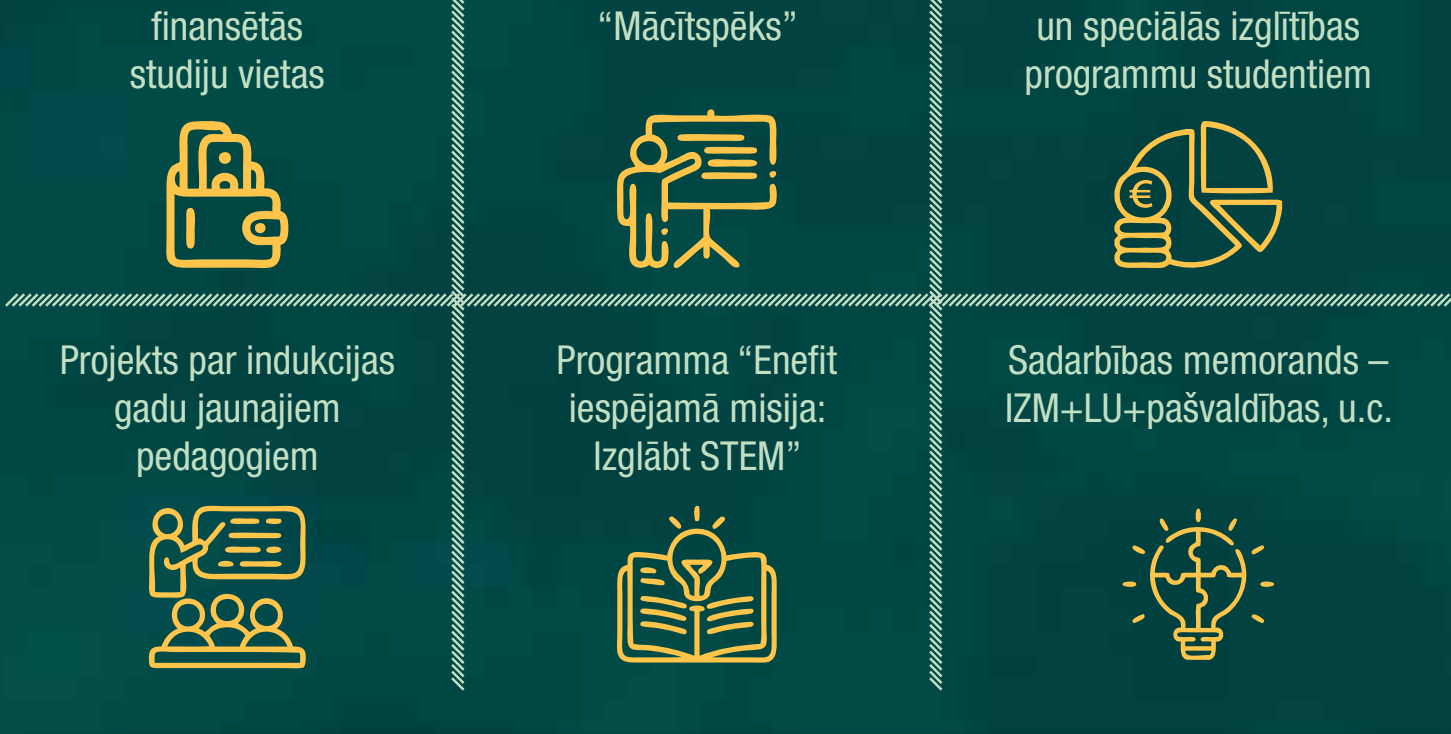 finansētās
studiju vietas
“Mācītspēks”
un speciālās izglītības
programmu studentiem
€
Projekts par indukcijas
gadu jaunajiem
pedagogiem
Programma “Enefit
iespējamā misija:
Izglābt STEM”
Sadarbības memorands –
IZM+LU+pašvaldības, u.c.